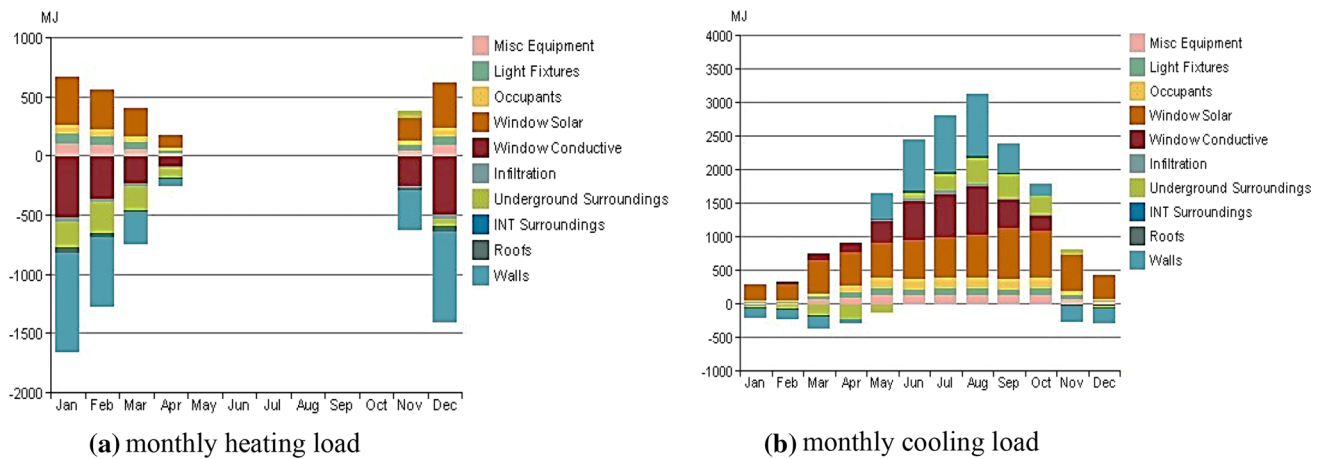 MJ
1000
500
0
-500
-1000
-1500
-2000
Jan Feb Mar Apr May Jun Jul Aug Sep Oct Nov Dec
Misc Equipment
Light Fixtures
Occupants
Window Solar
Window Conductive
Infiltration
Underground Surroundings
INT Surroundings
Roofs
Walls
(a) monthly heating load
MJ
4000
3500
3000
2500
2000
1500
1000
500
0
-500
-1000
Jan Feb Mar Apr May Jun Jul Aug Sep Oct Nov Dec
Misc Equipment
Light Fixtures
Occupants
Window Solar
Window Conductive
Infiltration
Underground Surroundings
INT Surroundings
Roofs
Walls
(b) monthly cooling load